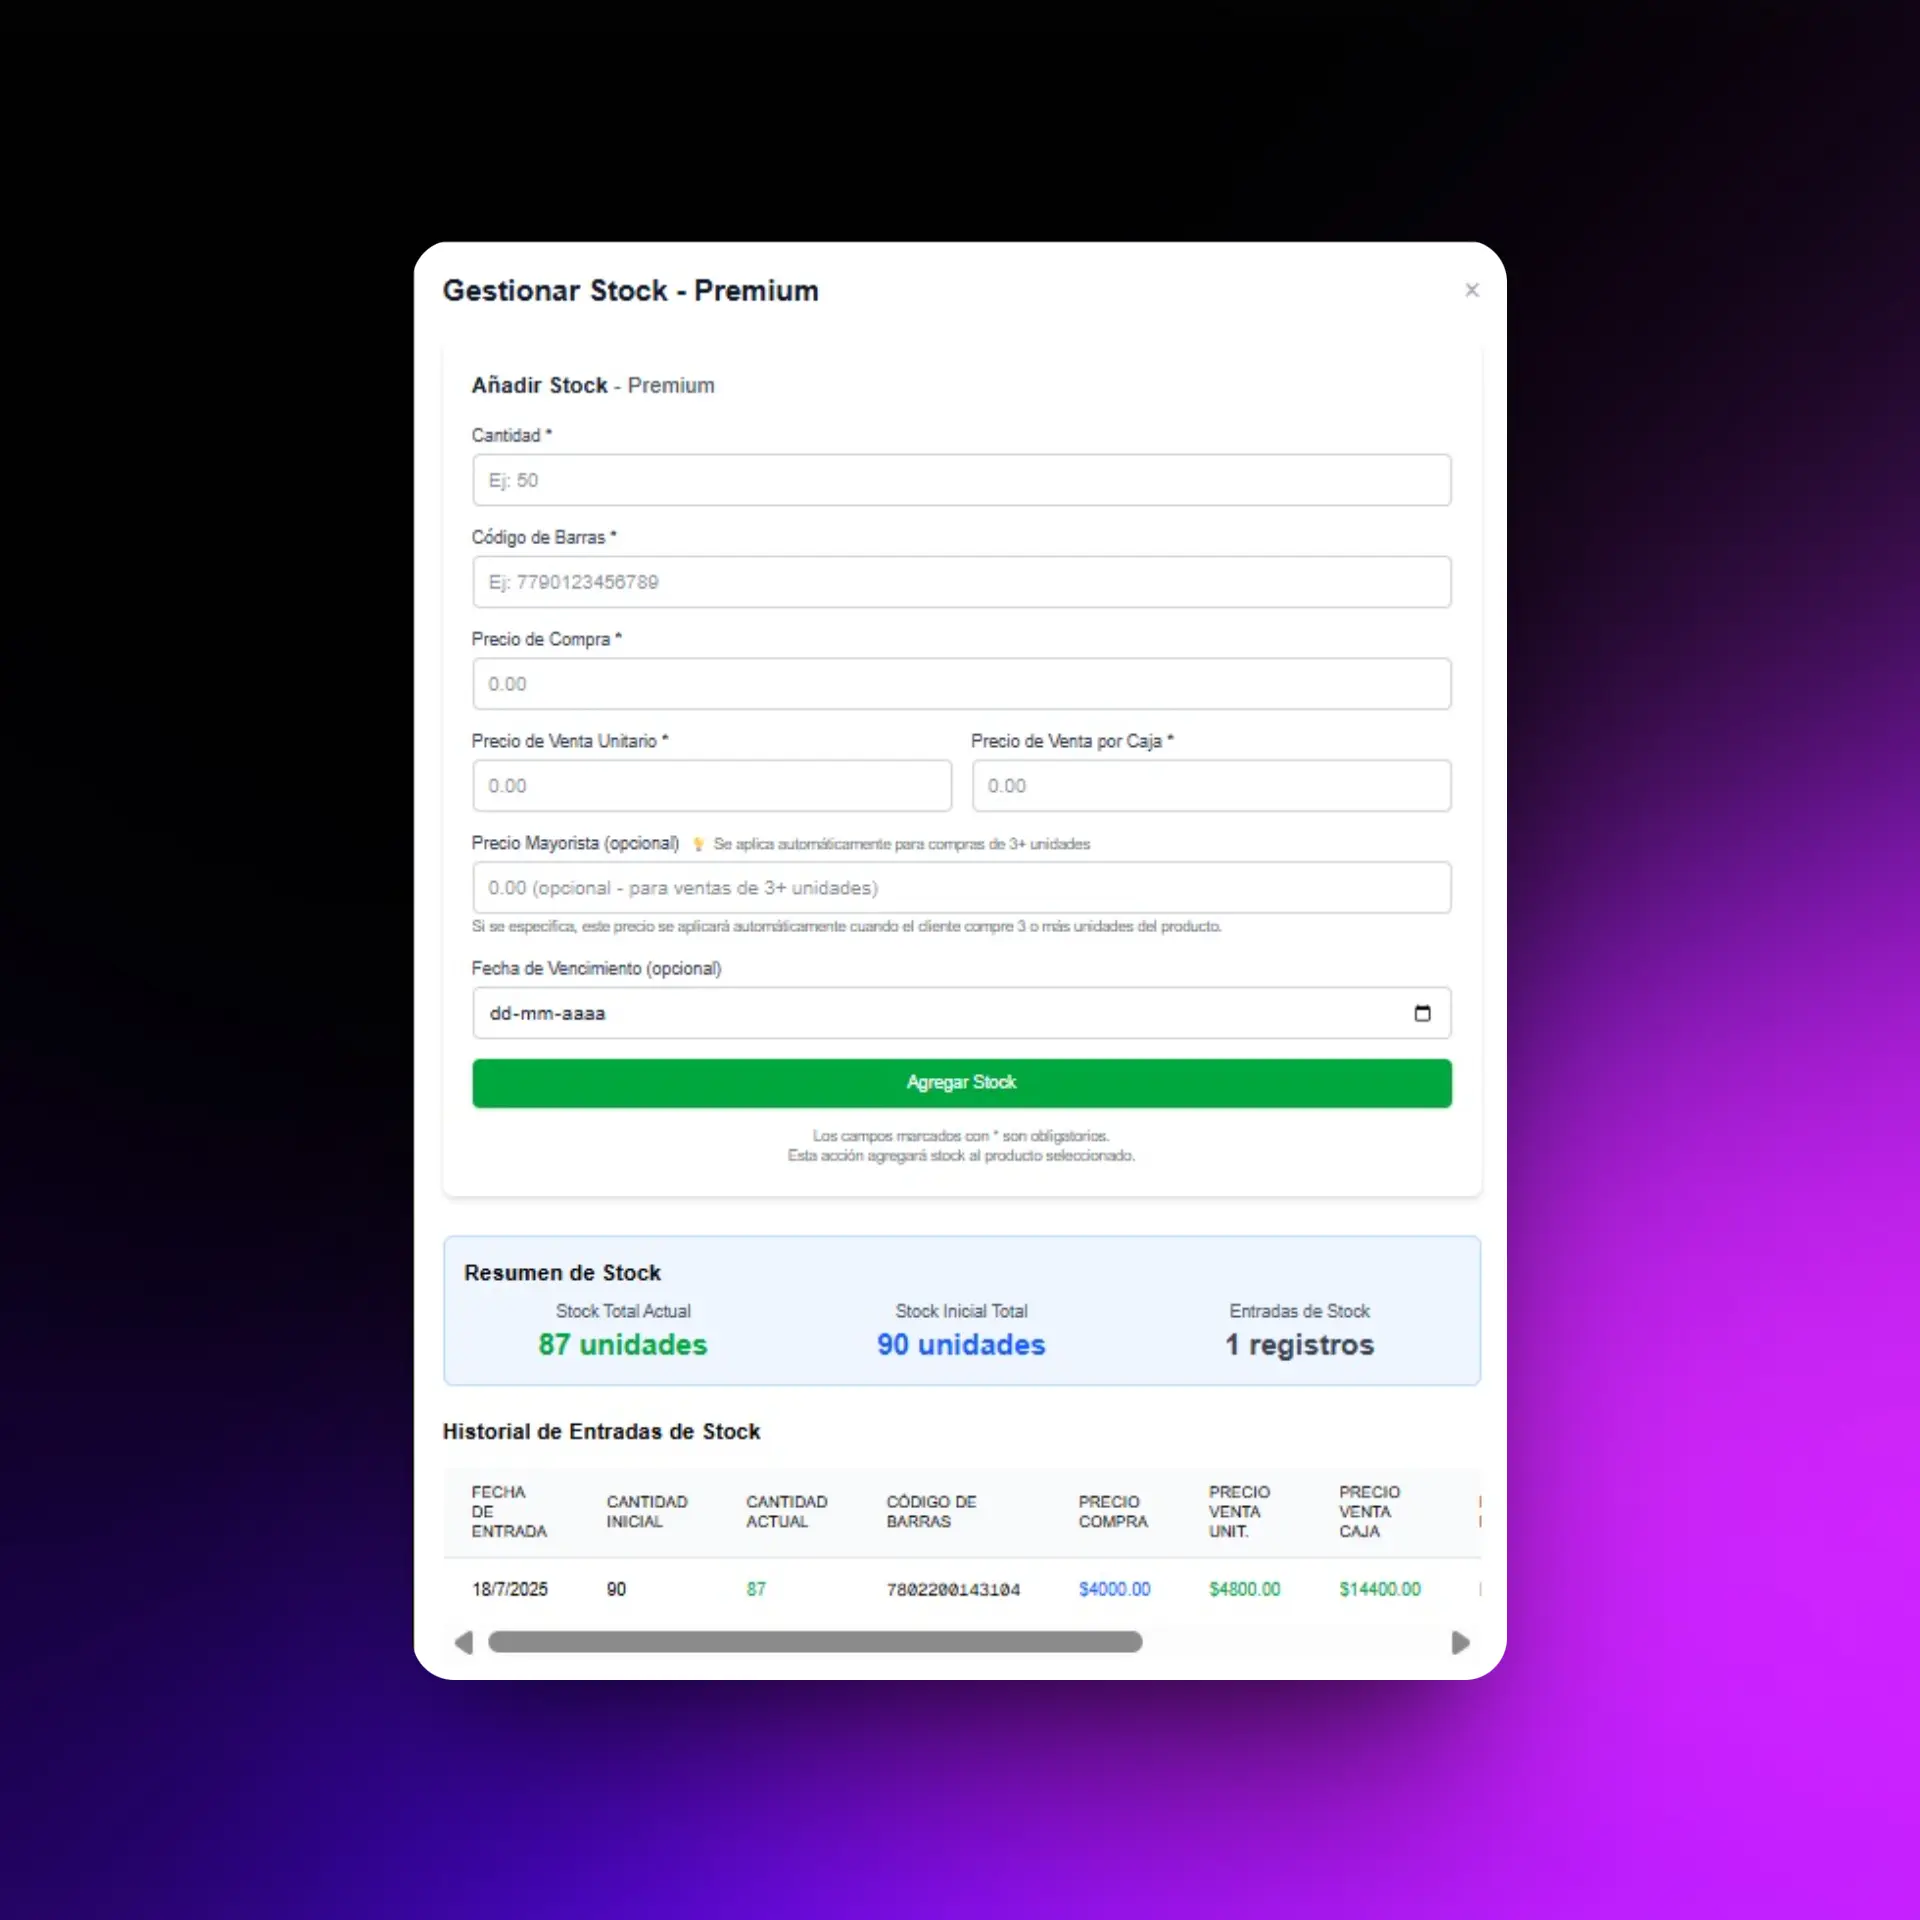 Gestionar Stock - Premium
×
Añadir Stock - Premium
Cantidad *
Ej: 50
Código de Barras *
Ej: 7790123456789
Precio de Compra *
0.00
Precio de Venta Unitario *
Precio de Venta por Caja *
0.00
0.00
Precio Mayorista (opcional) 💡 Se aplica automáticamente para compras de 3+ unidades
0.00 (opcional - para ventas de 3+ unidades)
Si se especifica, este precio se aplicará automáticamente cuando el cliente compre 3 o más unidades del producto.
Fecha de Vencimiento (opcional)
dd-mm-aaaa
Agregar Stock
Los campos marcados con * son obligatorios.
Esta acción agregará stock al producto seleccionado.
Resumen de Stock
Stock Total Actual
87 unidades
Stock Inicial Total
90 unidades
Entradas de Stock
1 registros
Historial de Entradas de Stock
FECHA
DE
ENTRADA
CANTIDAD
INICIAL
CANTIDAD
ACTUAL
CÓDIGO DE
BARRAS
PRECIO
COMPRA
PRECIO
VENTA
UNIT.
PRECIO
VENTA
CAJA
18/7/2025
90
87
7802200143104
$4000.00
$4800.00
$14400.00